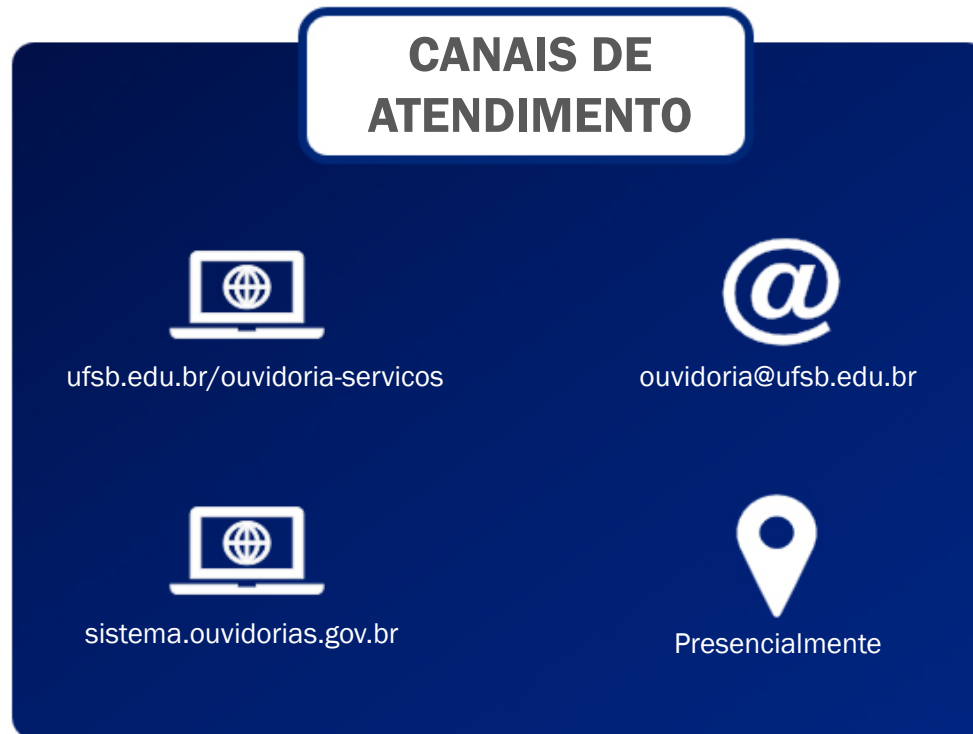 CANAIS DE
ATENDIMENTO
ufsb.edu.br/ouvidoria-servicos
ouvidoria@ufsb.edu.br
sistema.ouvidorias.gov.br
Presencialmente